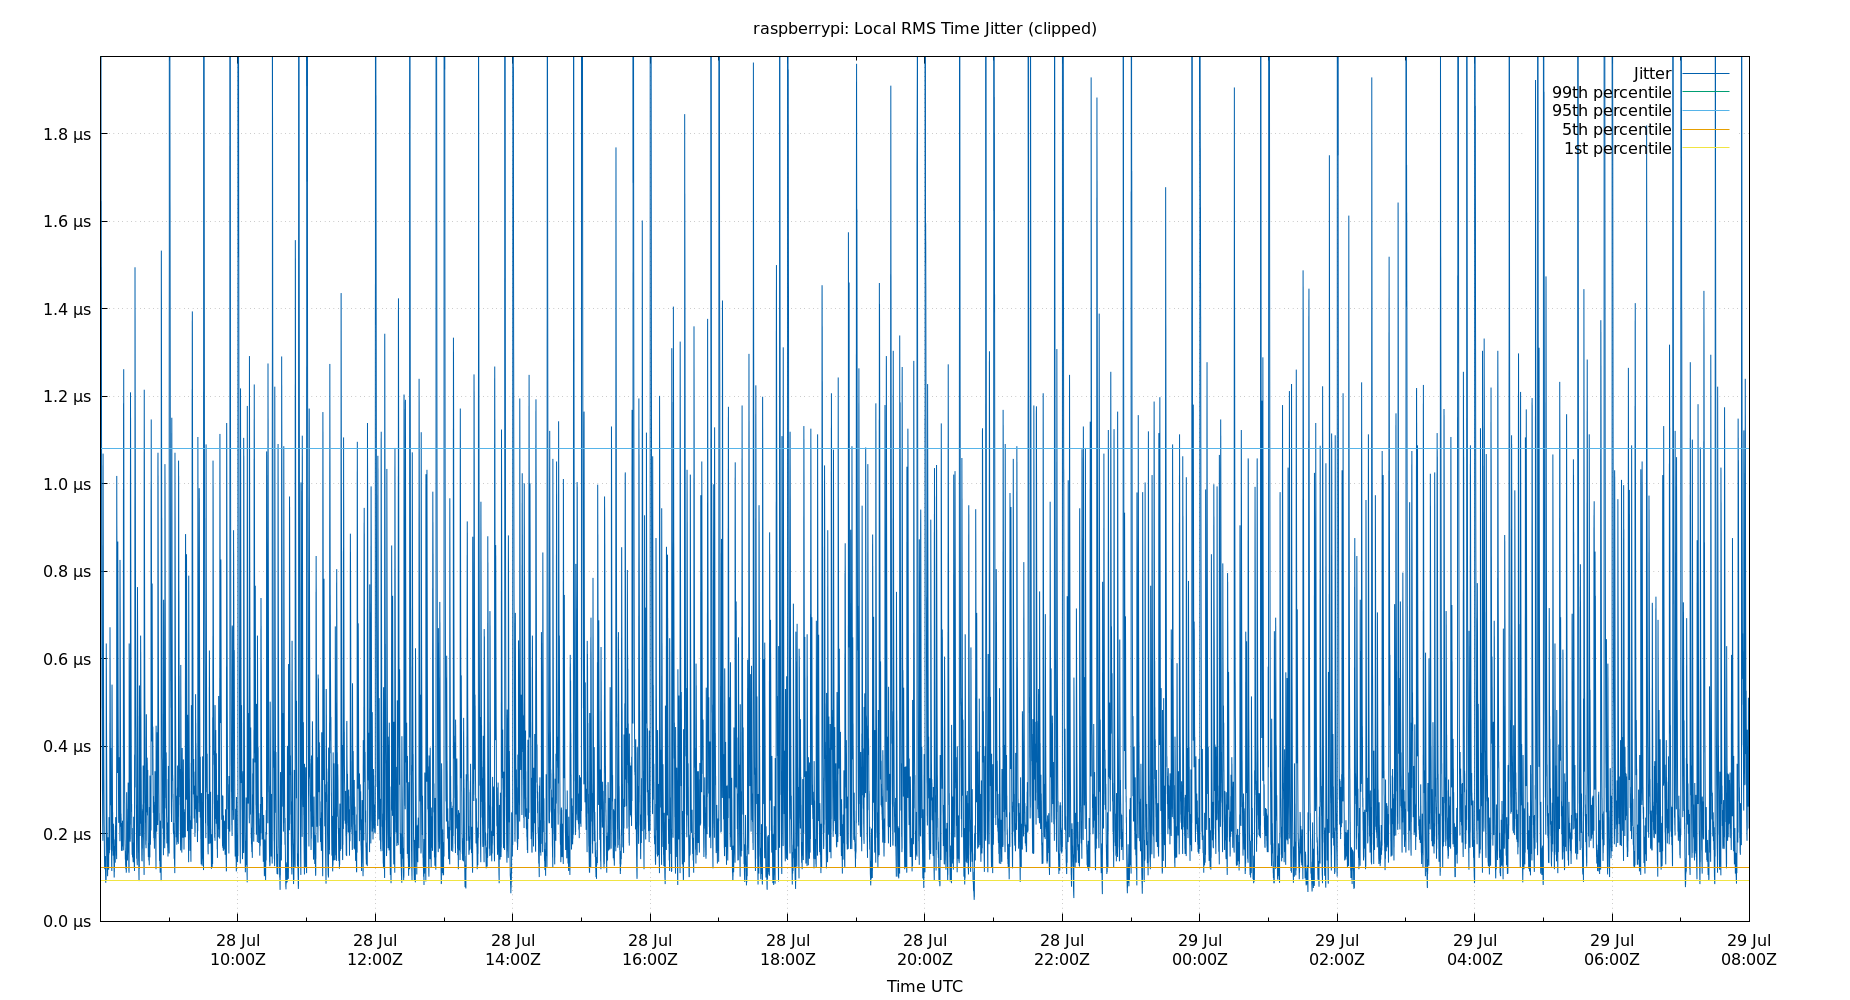 raspberrypi: Local RMS Time Jitter (clipped)
Jitter
99th percentile
95th percentile
5th percentile
1st percentile
1.8 µs
1.6 µs
1.4 µs
1.2 µs
1.0 µs
0.8 µs
0.6 µs
0.4 µs
0.2 µs
0.0 µs
28 Jul 28 Jul 28 Jul 28 Jul 28 Jul 28 Jul 28 Jul 29 Jul 29 Jul 29 Jul 29 Jul 29 Jul
10:00Z 12:00Z 14:00Z 16:00Z 18:00Z 20:00Z 22:00Z 00:00Z 02:00Z 04:00Z 06:00Z 08:00Z
Time UTC